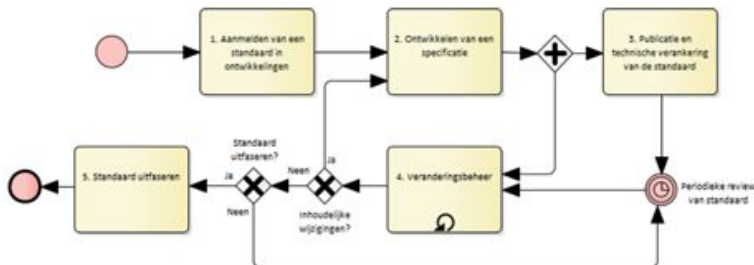 1. Aanmelden van een
standaard in
ontwikkelingen
2. Ontwikkelen van een
specificatie
3. Publicatie en
technische verankering
van de standaard
Standaard
uitfaseren?
Ja
5. Standaard uitfaseren
Ja
Neen
4. Veranderingsbeheer
Periodieke review
van standaard
Neen
Inhoudelijke
wijzigingen?